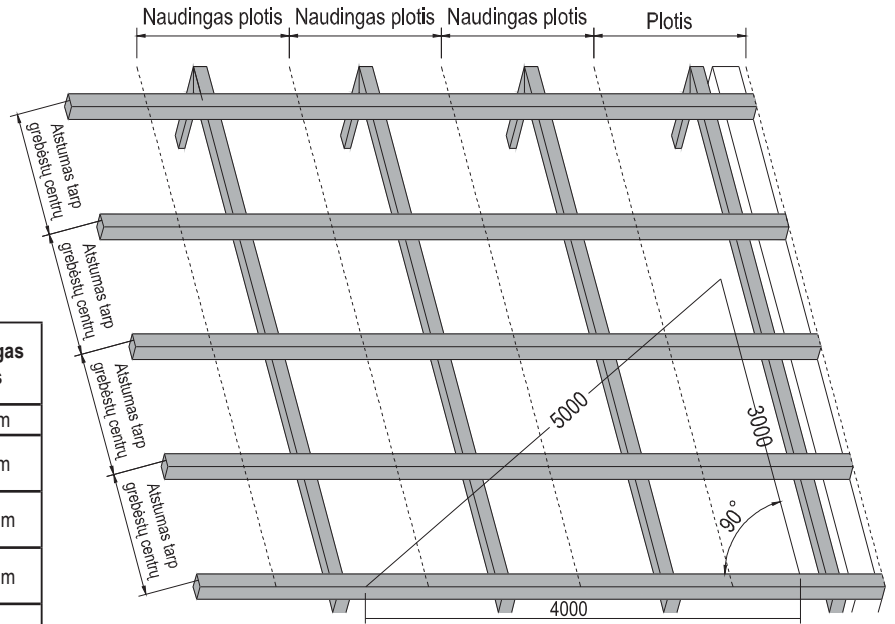 Naudingas plotis Naudingas plotis Naudingas plotis Plotis
Atstumas tarp
grebėstų centrų
Atstumas tarp
grebėstų centrų
Atstumas tarp
grebėstų centrų
Atstumas tarp
grebėstų centrų
5000
3000
90°
4000